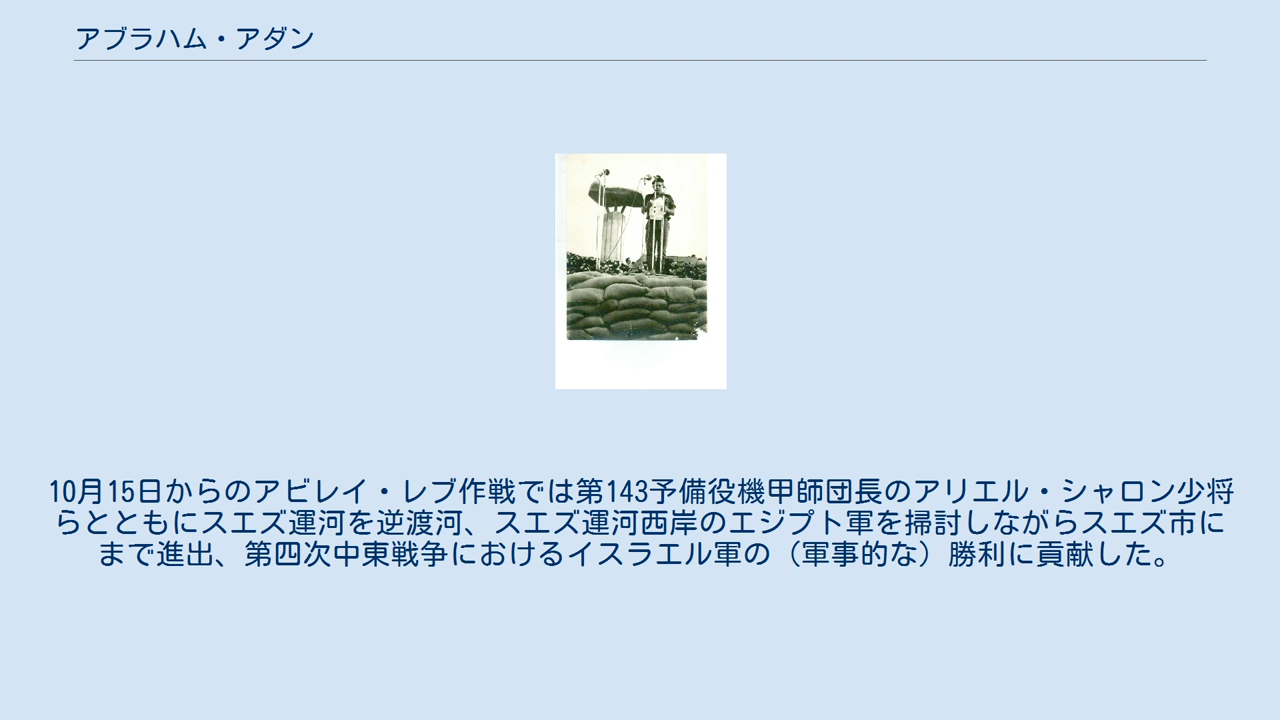 アブラハム・アダン
10月15日からのアビレイ・レブ作戦では第143予備役機甲師団長のアリエル・シャロン少将
らとともにスエズ運河を逆渡河、スエズ運河西岸のエジプト軍を掃討しながらスエズ市に
まで進出、第四次中東戦争におけるイスラエル軍の（軍事的な）勝利に貢献した。